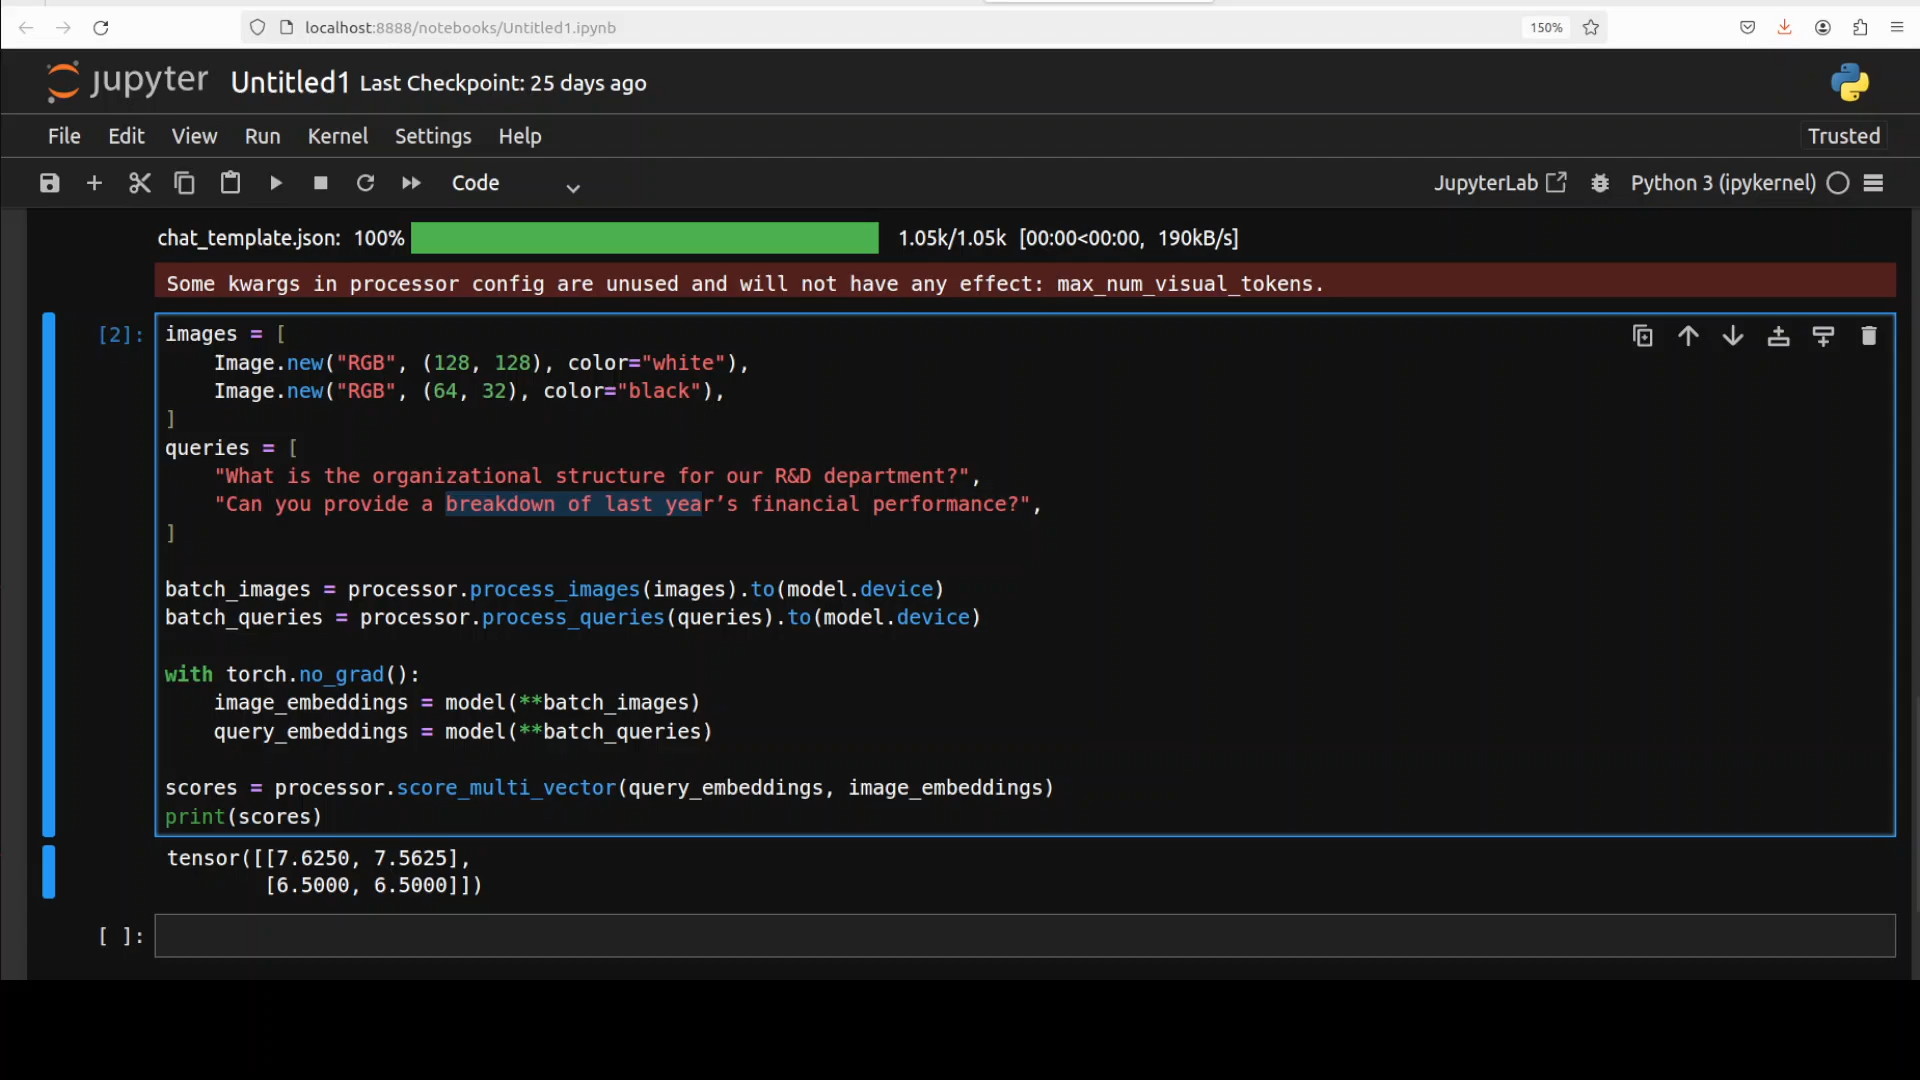 localhost:8888/notebooks/Untitled1.ipynb
150%
jupyter Untitled1 Last Checkpoint: 25 days ago
File Edit View Run Kernel Settings Help
Trusted
Code
JupyterLab
Python 3 (ipykernel)
chat_template.json: 100% 1.05k/1.05k [00:00<00:00, 190kB/s]
Some kwargs in processor config are unused and will not have any effect: max_num_visual_tokens.
[2]:
images = [
    Image.new("RGB", (128, 128), color="white"),
    Image.new("RGB", (64, 32), color="black"),
]
queries = [
    "What is the organizational structure for our R&D department?",
    "Can you provide a breakdown of last year’s financial performance?",
]
batch_images = processor.process_images(images).to(model.device)
batch_queries = processor.process_queries(queries).to(model.device)
with torch.no_grad():
    image_embeddings = model(**batch_images)
    query_embeddings = model(**batch_queries)
scores = processor.score_multi_vector(query_embeddings, image_embeddings)
print(scores)
tensor([[7.6250, 7.5625],
        [6.5000, 6.5000]])
[ ]: